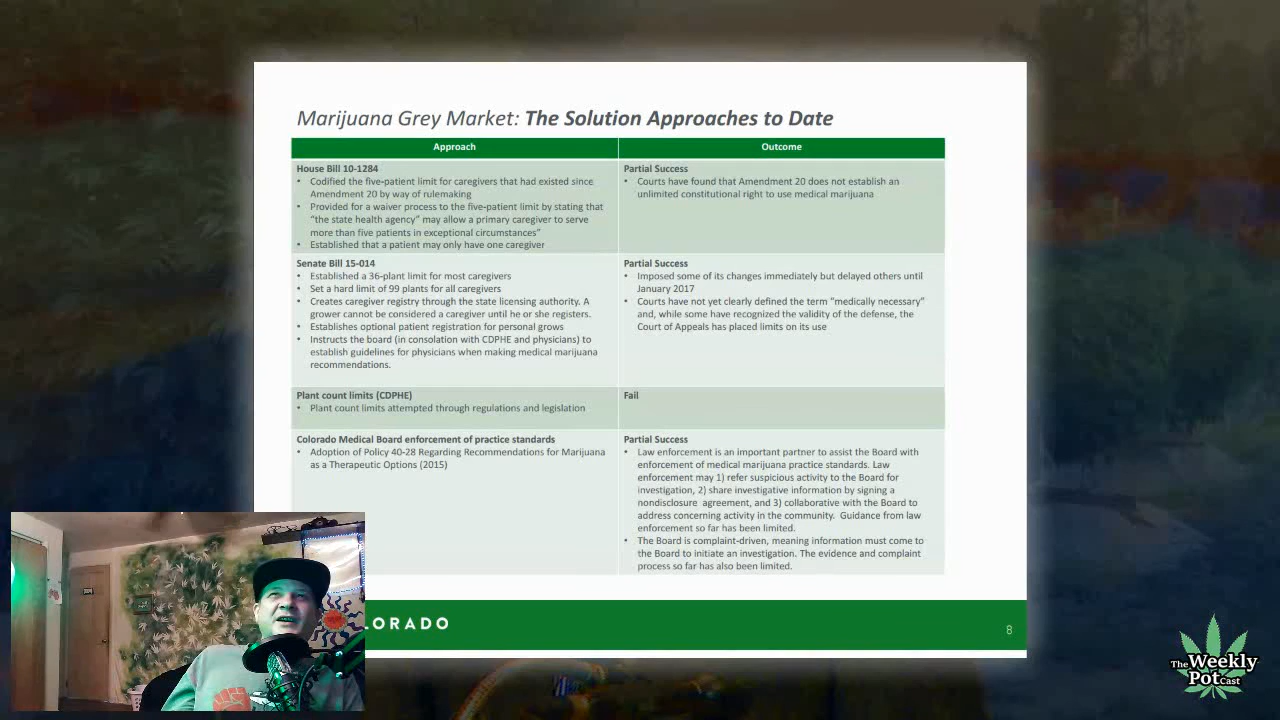 Marijuana Grey Market: The Solution Approaches to Date
Approach
Outcome
House Bill 10-1284
• Codified the five-patient limit for caregivers that had existed since
Amendment 20 by way of rulemaking
• Provided for a waiver process to the five-patient limit by stating that
“the state health agency” may allow a primary caregiver to serve
more than five patients in exceptional circumstances”
• Established that a patient may only have one caregiver
Partial Success
• Courts have found that Amendment 20 does not establish an
unlimited constitutional right to use medical marijuana
Senate Bill 15-014
• Established a 36-plant limit for most caregivers
• Set a hard limit of 99 plants for all caregivers
• Creates caregiver registry through the state licensing authority. A
grower cannot be considered a caregiver until he or she registers.
• Establishes optional patient registration for personal grows
• Instructs the board (in consolation with CDPHE and physicians) to
establish guidelines for physicians when making medical marijuana
recommendations.
Partial Success
• Imposed some of its changes immediately but delayed others until
January 2017
• Courts have not yet clearly defined the term “medically necessary”
and, while some have recognized the validity of the defense, the
Court of Appeals has placed limits on its use
Plant count limits (CDPHE)
• Plant count limits attempted through regulations and legislation
Fail
Colorado Medical Board enforcement of practice standards
• Adoption of Policy 40-28 Regarding Recommendations for Marijuana
as a Therapeutic Options (2015)
Partial Success
• Law enforcement is an important partner to assist the Board with
enforcement of medical marijuana practice standards. Law
enforcement may 1) refer suspicious activity to the Board for
investigation, 2) share investigative information by signing a
nondisclosure agreement, and 3) collaborative with the Board to
address concerning activity in the community. Guidance from law
enforcement so far has been limited.
• The Board is complaint-driven, meaning information must come to
the Board to initiate an investigation. The evidence and complaint
process so far has also been limited.
LORADO
8
The Weekly
PotCast